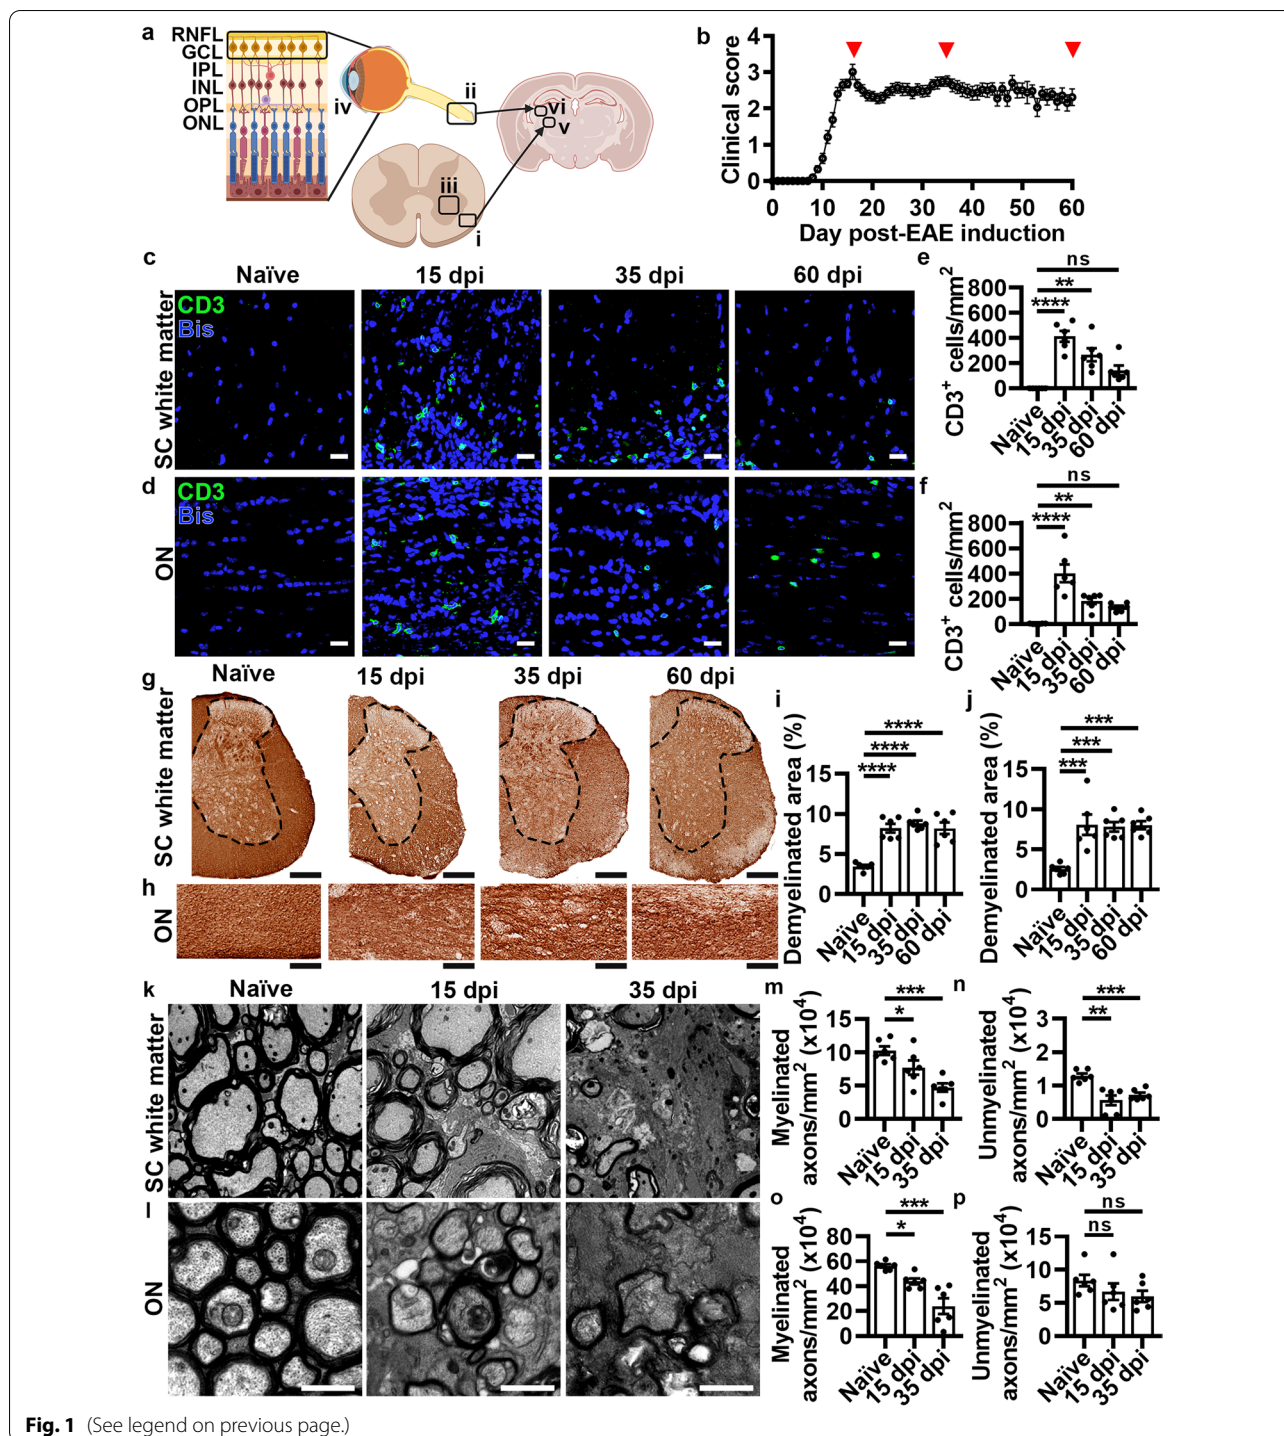 a
RNFL
GCL
IPL
INL
OPL
ONL
iv
ii
vi
v
iii
i
b
Clinical score
4
3
2
1
0
0 10 20 30 40 50 60
Day post-EAE induction
c
Naïve 15 dpi 35 dpi 60 dpi
SC white matter
CD3
Bis
d
ON
CD3
Bis
e
CD3+ cells/mm2
800
600
400
200
0
**** ** ns
Naïve 15 dpi 35 dpi 60 dpi
f
CD3+ cells/mm2
800
600
400
200
0
**** ** ns
Naïve 15 dpi 35 dpi 60 dpi
g
Naïve 15 dpi 35 dpi 60 dpi
SC white matter
h
ON
i
Demyelinated area (%)
15
10
5
0
**** **** ****
Naïve 15 dpi 35 dpi 60 dpi
j
Demyelinated area (%)
15
10
5
0
*** *** ***
Naïve 15 dpi 35 dpi 60 dpi
k
Naïve 15 dpi 35 dpi
SC white matter
l
ON
m
Myelinated
axons/mm2 (x104)
15
10
5
0
* ***
Naïve 15 dpi 35 dpi
n
Unmyelinated
axons/mm2 (x104)
3
2
1
0
** ***
Naïve 15 dpi 35 dpi
o
Myelinated
axons/mm2 (x104)
80
60
40
20
0
* ***
Naïve 15 dpi 35 dpi
p
Unmyelinated
axons/mm2 (x104)
15
10
5
0
ns ns
Naïve 15 dpi 35 dpi
Fig. 1 (See legend on previous page.)